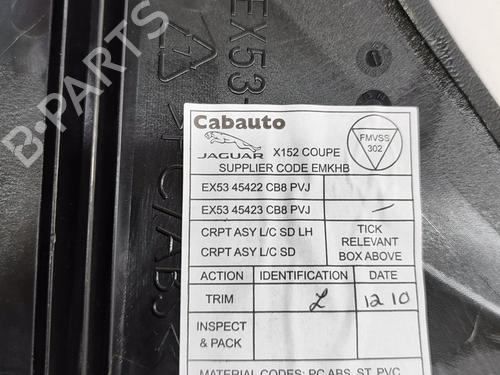 B-PARTS
EX53-
PC/ABS
Cabauto
JAGUAR X152 COUPE
SUPPLIER CODE EMKHB
FMVSS
302
EX53 45422 CB8 PVJ
EX53 45423 CB8 PVJ —
CRPT ASY L/C SD LH
CRPT ASY L/C SD
TICK
RELEVANT
BOX ABOVE
ACTION IDENTIFICATION DATE
TRIM L 12 10
INSPECT
& PACK
MATERIAL CODES: PC ABS, ST, PVC